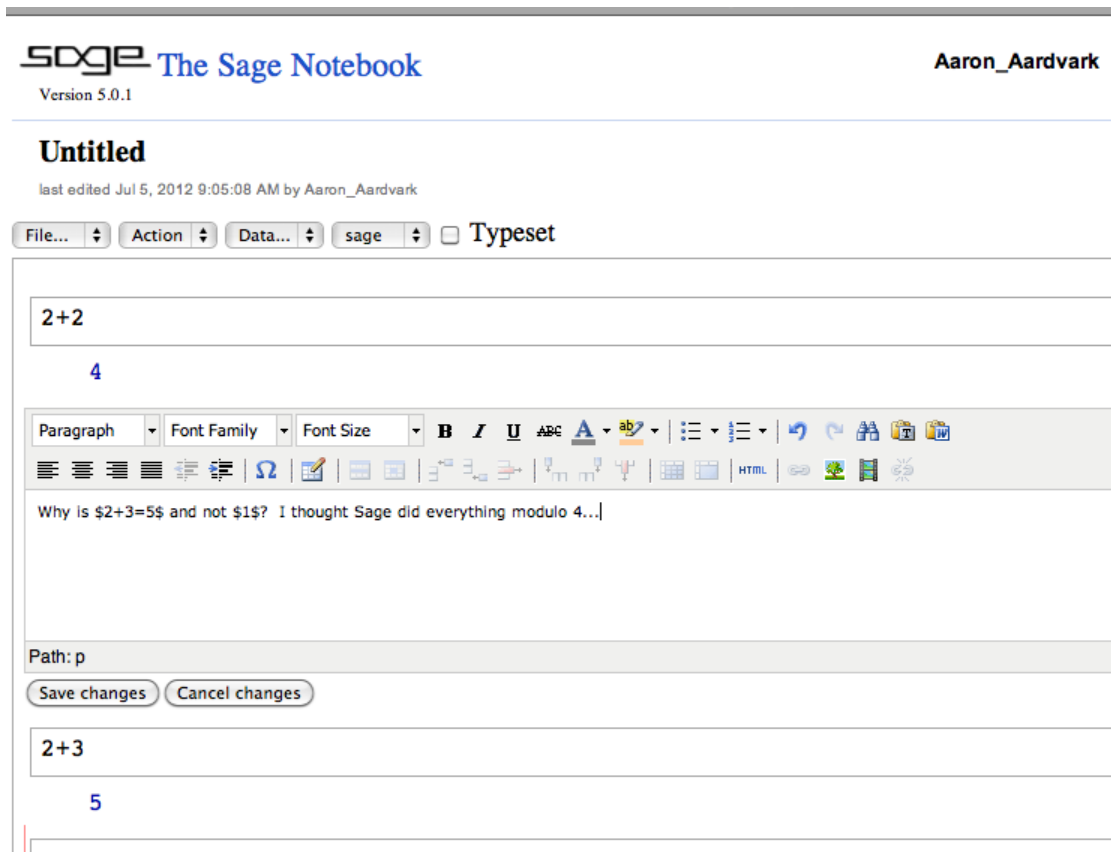 sage The Sage Notebook Aaron_Aardvark
Version 5.0.1
Untitled
last edited Jul 5, 2012 9:05:08 AM by Aaron_Aardvark
File... Action Data... sage Typeset
2+2
4
Paragraph Font Family Font Size B I U ABC A ab T W
Ω HTML
Why is $2+3=5$ and not $1$? I thought Sage did everything modulo 4...
Path: p
Save changes Cancel changes
2+3
5